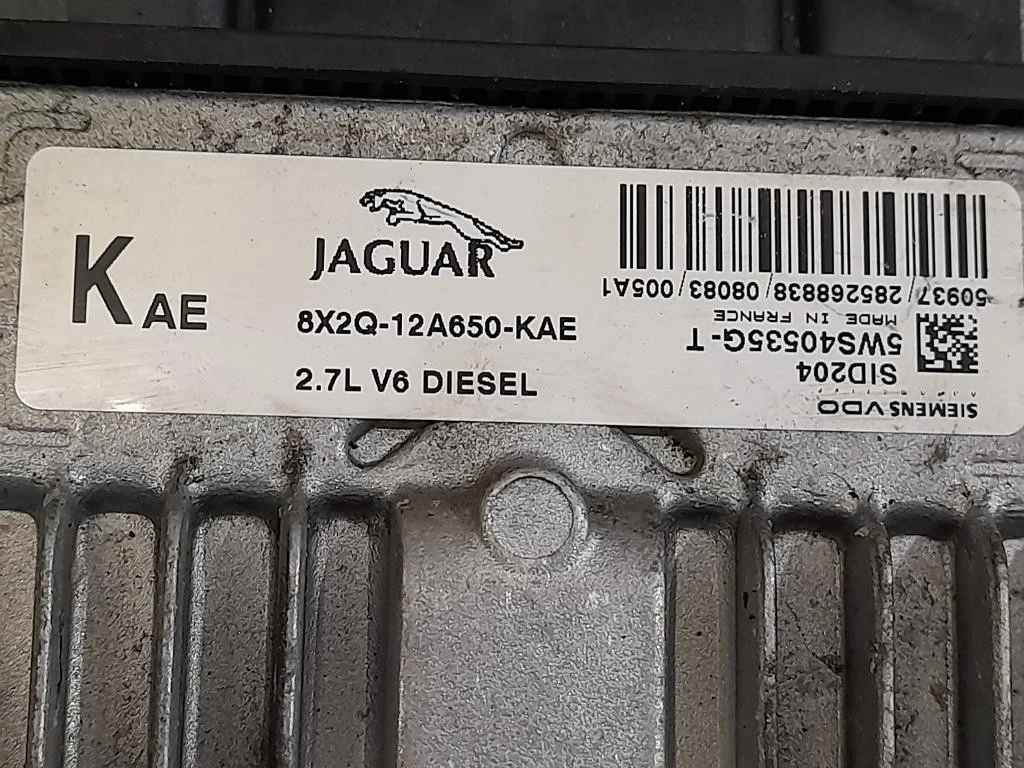 K AE
JAGUAR
8X2Q-12A650-KAE
2.7L V6 DIESEL
SIEMENS VDO
SID204
5WS40535G-T
MADE IN FRANCE
50937/285268838/08083/005A1